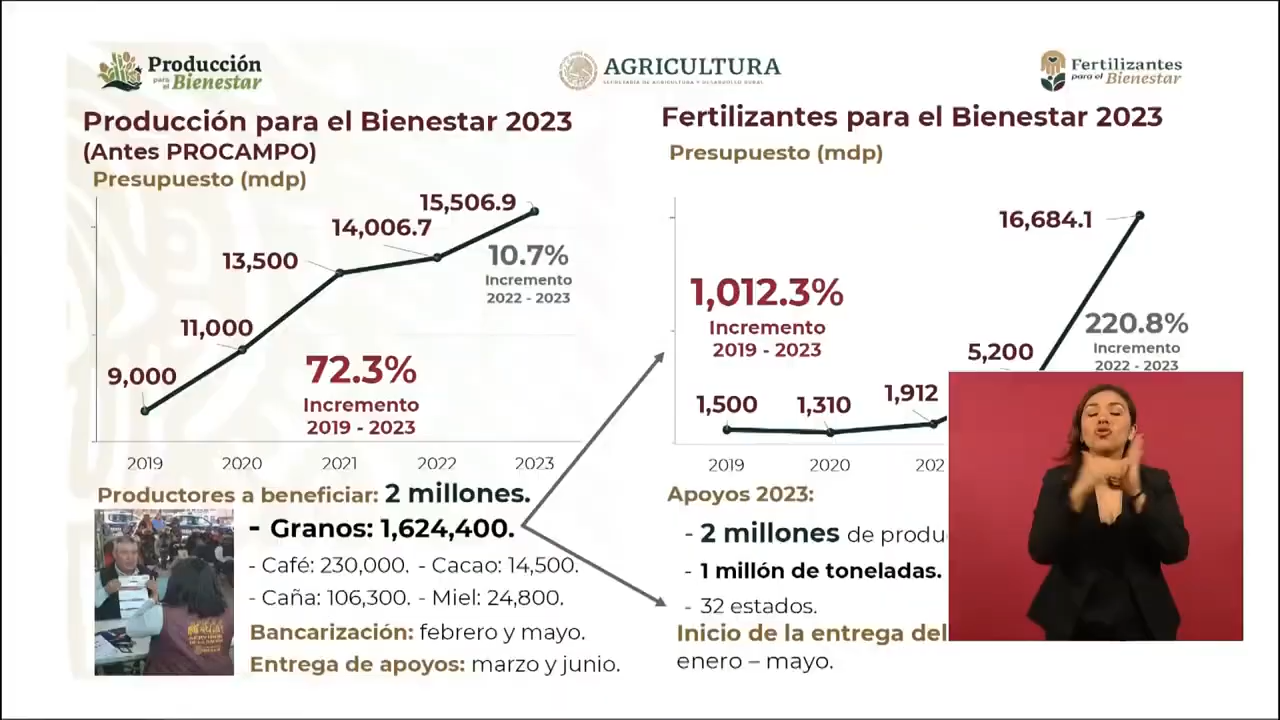 Producción
para el Bienestar
AGRICULTURA
SECRETARÍA DE AGRICULTURA Y DESARROLLO RURAL
Fertilizantes
para el Bienestar
Producción para el Bienestar 2023
(Antes PROCAMPO)
Presupuesto (mdp)
15,506.9
14,006.7
13,500
10.7%
Incremento
2022 - 2023
11,000
9,000
72.3%
Incremento
2019 - 2023
2019 2020 2021 2022 2023
Productores a beneficiar: 2 millones.
- Granos: 1,624,400.
- Café: 230,000. - Cacao: 14,500.
- Caña: 106,300. - Miel: 24,800.
Bancarización: febrero y mayo.
Entrega de apoyos: marzo y junio.
Fertilizantes para el Bienestar 2023
Presupuesto (mdp)
16,684.1
1,012.3%
Incremento
2019 - 2023
220.8%
Incremento
2022 - 2023
5,200
1,912
1,500 1,310
2019 2020 202
Apoyos 2023:
- 2 millones de produ
- 1 millón de toneladas.
- 32 estados.
Inicio de la entrega del
enero – mayo.